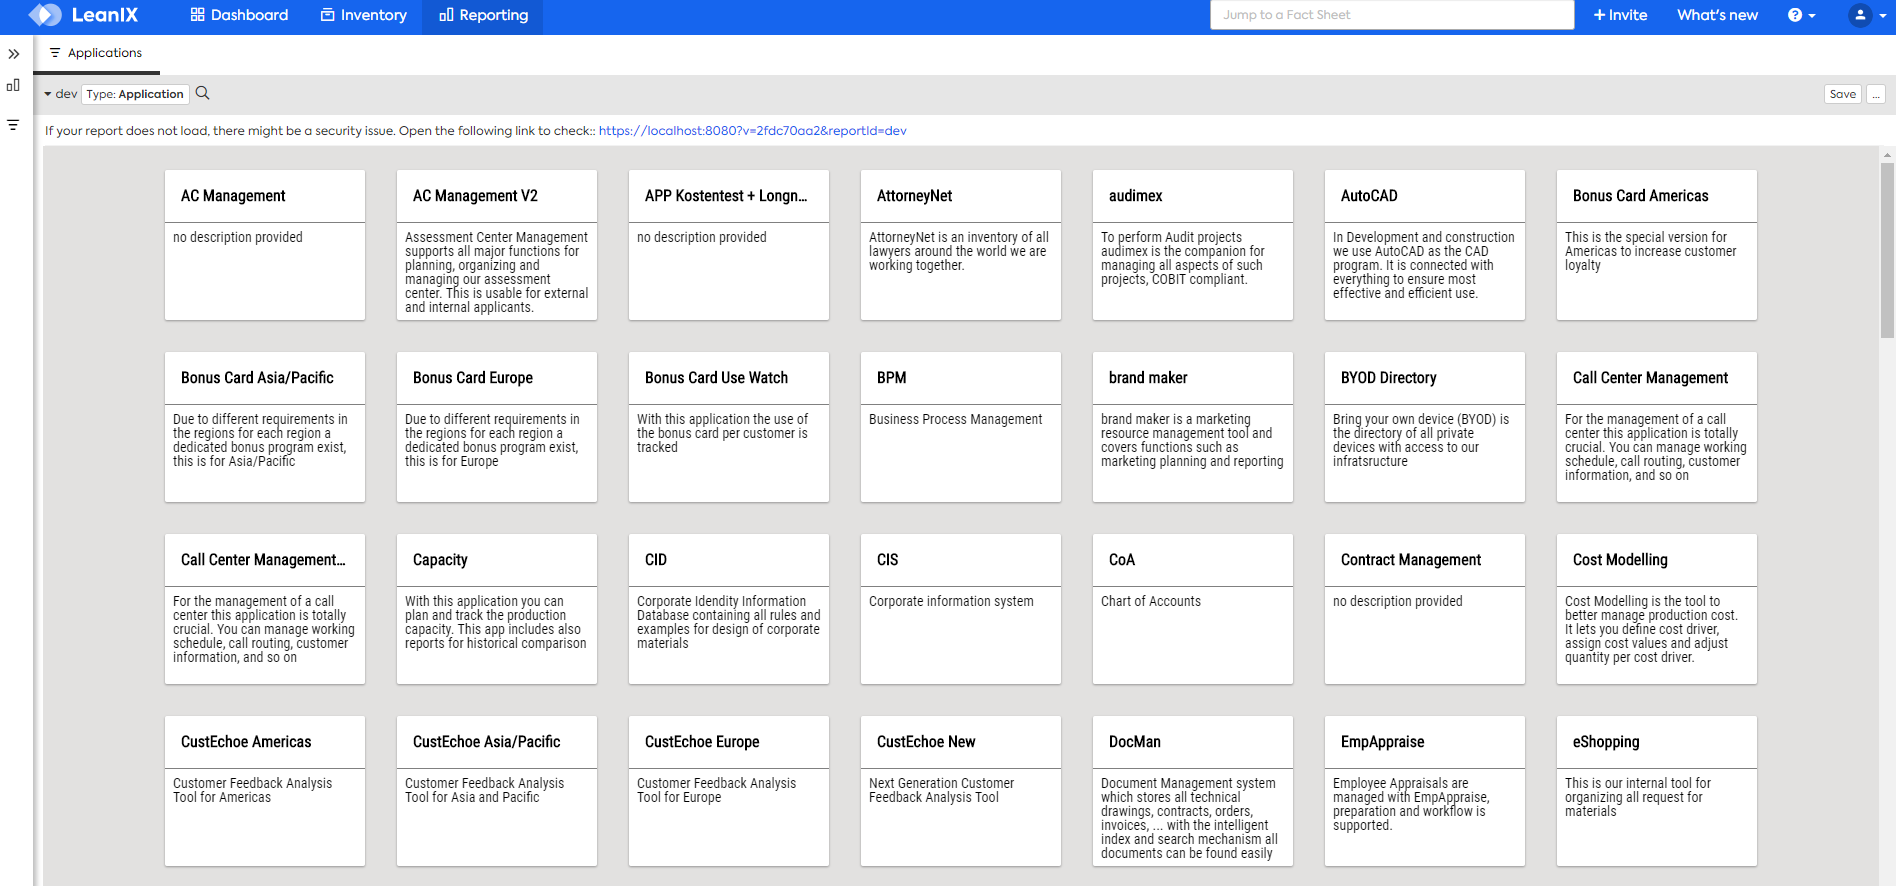 LeanIX Dashboard Inventory Reporting Jump to a Fact Sheet + Invite What's new ?
Applications
dev Type: Application Save ...
If your report does not load, there might be a security issue. Open the following link to check:: https://localhost:8080?v=2fdc70aa2&reportId=dev
AC Management
no description provided
AC Management V2
Assessment Center Management
supports all major functions for
planning, organizing and
managing our assessment
center. This is usable for external
and internal applicants.
APP Kostentest + Longn...
no description provided
AttorneyNet
AttorneyNet is an inventory of all
lawyers around the world we are
working together.
audimex
To perform Audit projects
audimex is the companion for
managing all aspects of such
projects, COBIT compliant.
AutoCAD
In Development and construction
we use AutoCAD as the CAD
program. It is connected with
everything to ensure most
effective and efficient use.
Bonus Card Americas
This is the special version for
Americas to increase customer
loyalty
Bonus Card Asia/Pacific
Due to different requirements in
the regions for each region a
dedicated bonus program exist,
this is for Asia/Pacific
Bonus Card Europe
Due to different requirements in
the regions for each region a
dedicated bonus program exist,
this is for Europe
Bonus Card Use Watch
With this application the use of
the bonus card per customer is
tracked
BPM
Business Process Management
brand maker
brand maker is a marketing
resource management tool and
covers functions such as
marketing planning and reporting
BYOD Directory
Bring your own device (BYOD) is
the directory of all private
devices with access to our
infratsructure
Call Center Management
For the management of a call
center this application is totally
crucial. You can manage working
schedule, call routing, customer
information, and so on
Call Center Management...
For the management of a call
center this application is totally
crucial. You can manage working
schedule, call routing, customer
information, and so on
Capacity
With this application you can
plan and track the production
capacity. This app includes also
reports for historical comparison
CID
Corporate Idendity Information
Database containing all rules and
examples for design of corporate
materials
CIS
Corporate information system
CoA
Chart of Accounts
Contract Management
no description provided
Cost Modelling
Cost Modelling is the tool to
better manage production cost.
It lets you define cost driver,
assign cost values and adjust
quantity per cost driver.
CustEchoe Americas
Customer Feedback Analysis
Tool for Americas
CustEchoe Asia/Pacific
Customer Feedback Analysis
Tool for Asia and Pacific
CustEchoe Europe
Customer Feedback Analysis
Tool for Europe
CustEchoe New
Next Generation Customer
Feedback Analysis Tool
DocMan
Document Management system
which stores all technical
drawings, contracts, orders,
invoices, ... with the intelligent
index and search mechanism all
documents can be found easily
EmpAppraise
Employee Appraisals are
managed with EmpAppraise,
preparation and workflow is
supported.
eShopping
This is our internal tool for
organizing all request for
materials